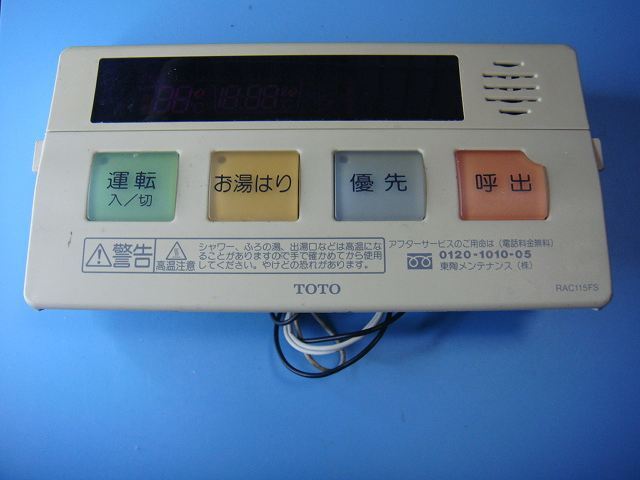 運転
入／切
お湯はり
優先
呼出
警告
高温注意
シャワー、ふろの湯、出湯口などは高温にな
ることがありますので手で確かめてから使用
してください。やけどの恐れがあります。
アフターサービスのご用命は（電話料金無料）
0120-1010-05
東陶メンテナンス（株）
TOTO
RAC115FS